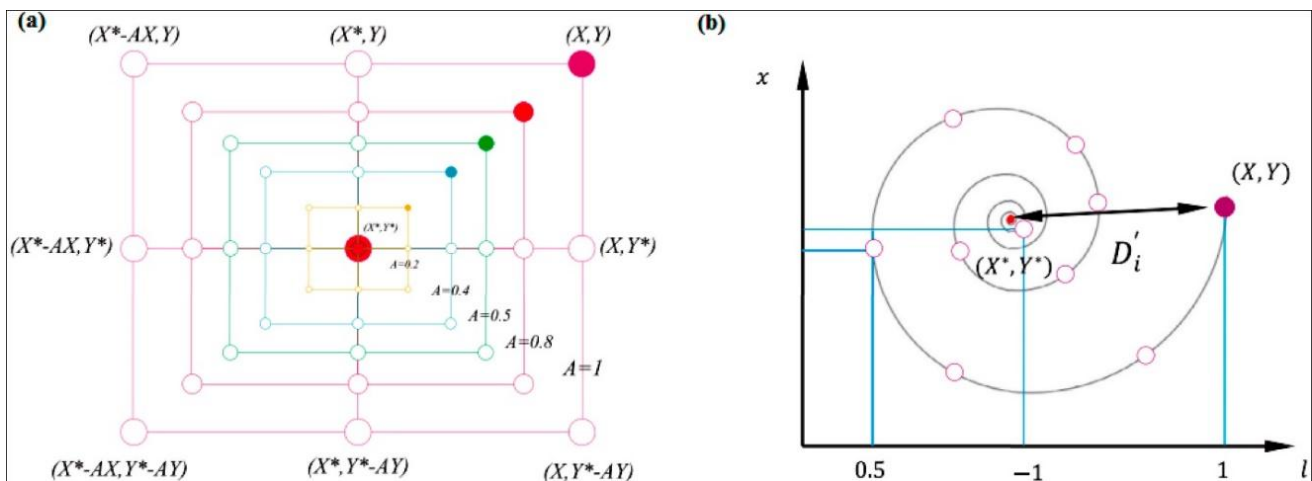 (a)
(X*-AX,Y)
(X*,Y)
(X,Y)
(X*,Y*)
(X*-AX,Y*)
(X,Y*)
A=0.2
A=0.4
A=0.5
A=0.8
A=1
(X*-AX,Y*-AY)
(X*,Y*-AY)
(X,Y*-AY)
(b)
x
(X,Y)
(X*,Y*)
D'i
0.5
−1
1
l